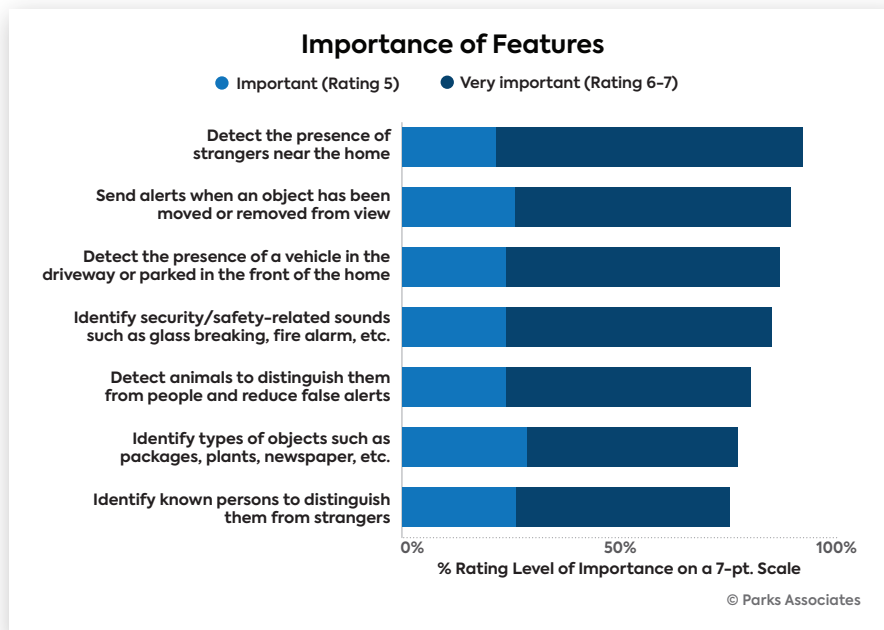 Importance of Features
Important (Rating 5)
Very important (Rating 6-7)
Detect the presence of
strangers near the home
Send alerts when an object has been
moved or removed from view
Detect the presence of a vehicle in the
driveway or parked in the front of the home
Identify security/safety-related sounds
such as glass breaking, fire alarm, etc.
Detect animals to distinguish them
from people and reduce false alerts
Identify types of objects such as
packages, plants, newspaper, etc.
Identify known persons to distinguish
them from strangers
0%
50%
100%
% Rating Level of Importance on a 7-pt. Scale
© Parks Associates